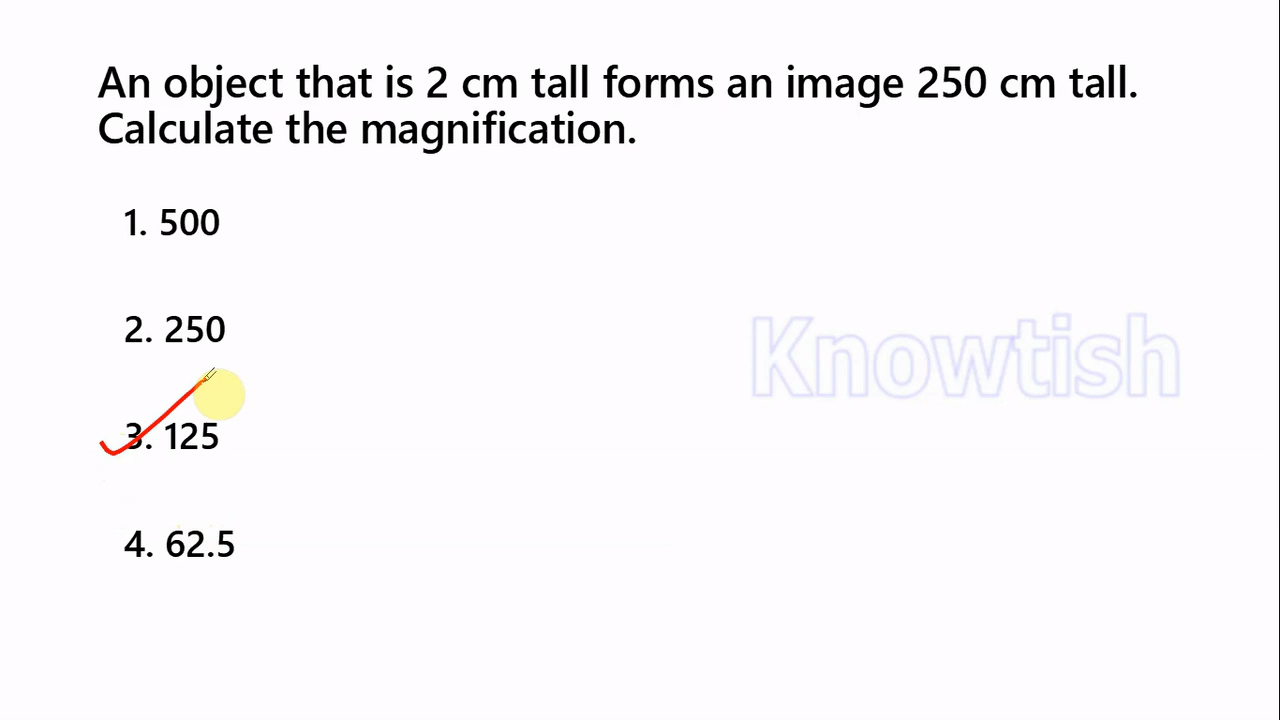 An object that is 2 cm tall forms an image 250 cm tall.
Calculate the magnification.
1. 500
2. 250
Knowtish
3. 125
4. 62.5